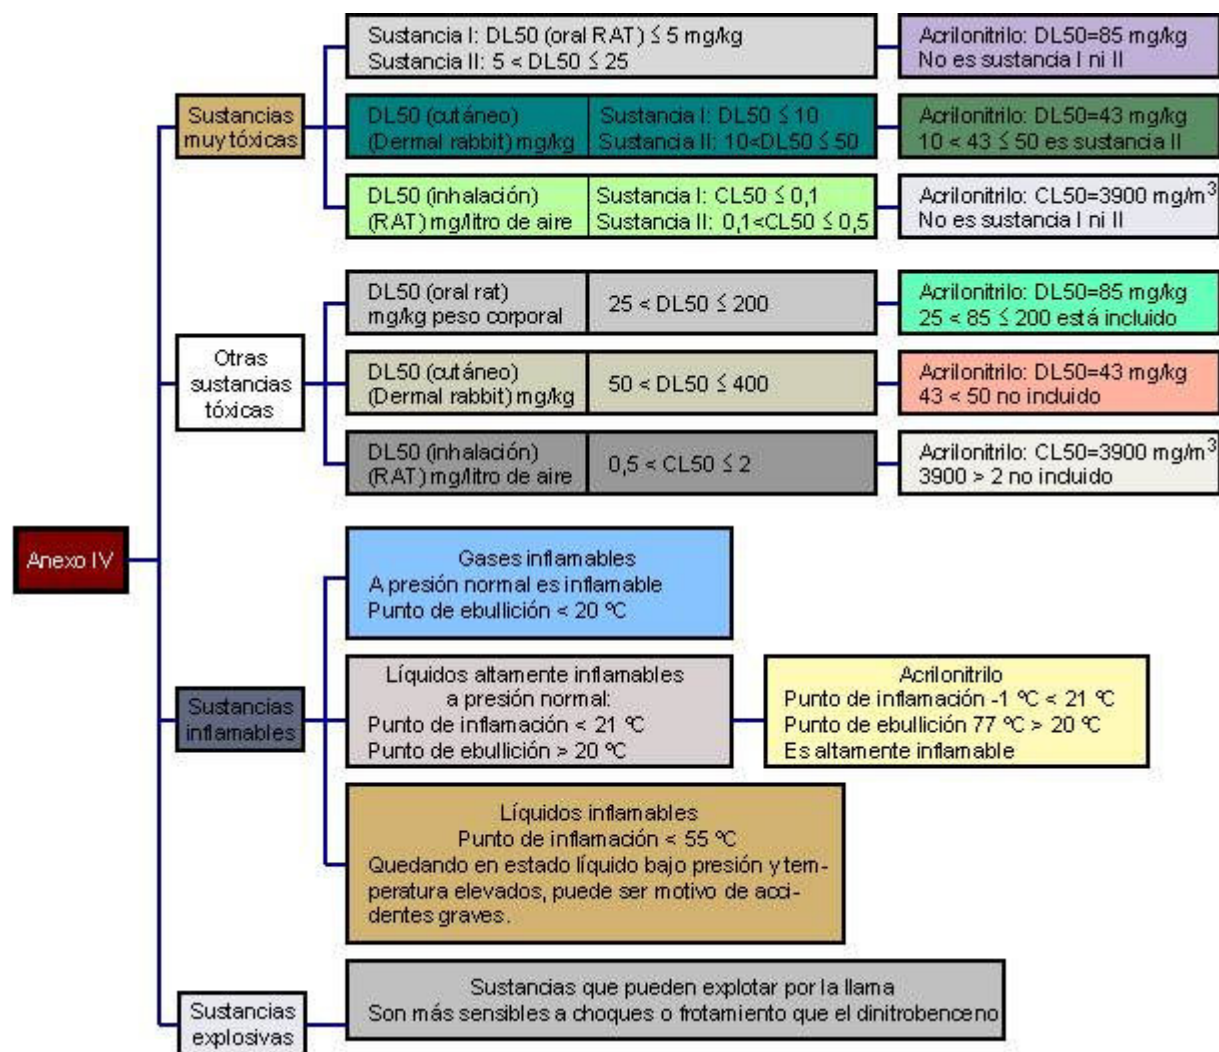 Anexo IV
Sustancias
muy tóxicas
Sustancia I: DL50 (oral RAT) ≤ 5 mg/kg
Sustancia II: 5 < DL50 ≤ 25
Acrilonitrilo: DL50=85 mg/kg
No es sustancia I ni II
DL50 (cutáneo)
(Dermal rabbit) mg/kg
Sustancia I: DL50 ≤ 10
Sustancia II: 10<DL50 ≤ 50
Acrilonitrilo: DL50=43 mg/kg
10 < 43 ≤ 50 es sustancia II
DL50 (inhalación)
(RAT) mg/litro de aire
Sustancia I: CL50 ≤ 0,1
Sustancia II: 0,1<CL50 ≤ 0,5
Acrilonitrilo: CL50=3900 mg/m³
No es sustancia I ni II
Otras
sustancias
tóxicas
DL50 (oral rat)
mg/kg peso corporal
25 < DL50 ≤ 200
Acrilonitrilo: DL50=85 mg/kg
25 < 85 ≤ 200 está incluido
DL50 (cutáneo)
(Dermal rabbit) mg/kg
50 < DL50 ≤ 400
Acrilonitrilo: DL50=43 mg/kg
43 < 50 no incluido
DL50 (inhalación)
(RAT) mg/litro de aire
0,5 < CL50 ≤ 2
Acrilonitrilo: CL50=3900 mg/m³
3900 > 2 no incluido
Sustancias
inflamables
Gases inflamables
A presión normal es inflamable
Punto de ebullición < 20 ºC
Líquidos altamente inflamables
a presión normal:
Punto de inflamación < 21 ºC
Punto de ebullición > 20 ºC
Acrilonitrilo
Punto de inflamación -1 ºC < 21 ºC
Punto de ebullición 77 ºC > 20 ºC
Es altamente inflamable
Líquidos inflamables
Punto de inflamación < 55 ºC
Quedando en estado líquido bajo presión y tem-
peratura elevados, puede ser motivo de acci-
dentes graves.
Sustancias
explosivas
Sustancias que pueden explotar por la llama
Son más sensibles a choques o frotamiento que el dinitrobenceno